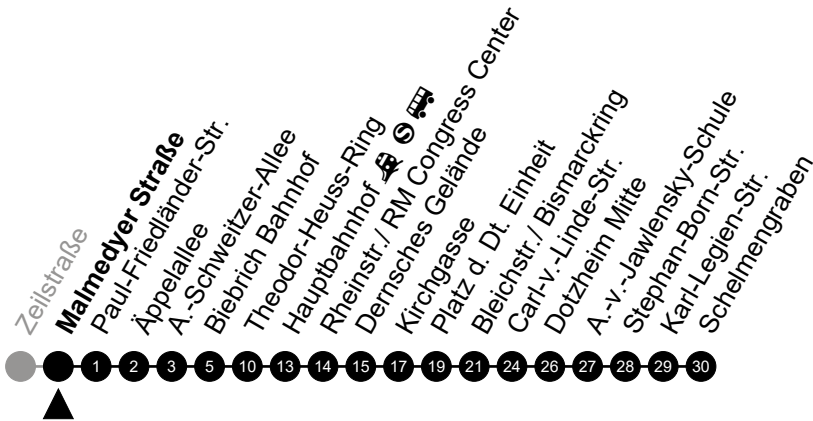 Zeilstraße
Malmedyer Straße
Paul-Friedländer-Str.
Äppelallee
A.-Schweitzer-Allee
Biebrich Bahnhof
Theodor-Heuss-Ring
Hauptbahnhof S
Rheinstr./ RM Congress Center
Dernsches Gelände
Kirchgasse
Platz d. Dt. Einheit
Bleichstr./ Bismarckring
Carl-v.-Linde-Str.
Dotzheim Mitte
A.-v.-Jawlensky-Schule
Stephan-Born-Str.
Karl-Legien-Str.
Schelmengraben
1 2 3 5 10 13 14 15 17 19 21 24 26 27 28 29 30